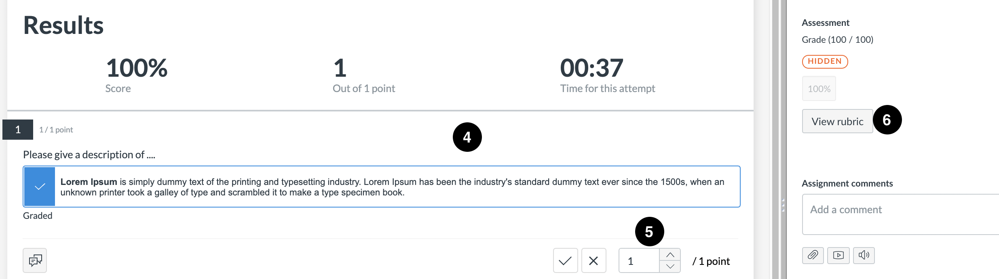 Results
100%
Score
1
Out of 1 point
00:37
Time for this attempt
1
1 / 1 point
4
Please give a description of ....
Lorem Ipsum is simply dummy text of the printing and typesetting industry. Lorem Ipsum has been the industry's standard dummy text ever since the 1500s, when an
unknown printer took a galley of type and scrambled it to make a type specimen book.
Graded
5
1
/ 1 point
Assessment
Grade (100 / 100)
HIDDEN
100%
View rubric
6
Assignment comments
Add a comment